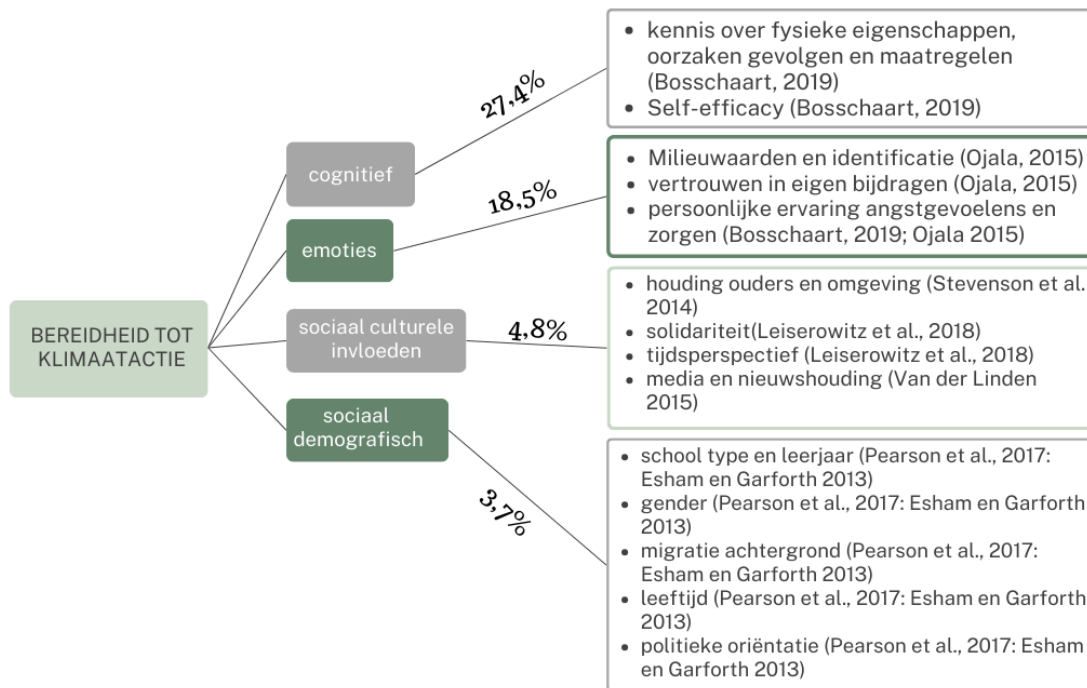 BEREIDHEID TOT
KLIMAATACTIE
cognitief
27,4%
• kennis over fysieke eigenschappen,
oorzaken gevolgen en maatregelen
(Bosschaart, 2019)
• Self-efficacy (Bosschaart, 2019)
emoties
18,5%
• Milieuwaarden en identificatie (Ojala, 2015)
• vertrouwen in eigen bijdragen (Ojala, 2015)
• persoonlijke ervaring angstgevoelens en
zorgen (Bosschaart, 2019; Ojala 2015)
sociaal culturele
invloeden
4,8%
• houding ouders en omgeving (Stevenson et al.
2014)
• solidariteit(Leiserowitz et al., 2018)
• tijdsperspectief (Leiserowitz et al., 2018)
• media en nieuwshouding (Van der Linden
2015)
sociaal
demografisch
3,7%
• school type en leerjaar (Pearson et al., 2017:
Esham en Garforth 2013)
• gender (Pearson et al., 2017: Esham en Garforth
2013)
• migratie achtergrond (Pearson et al., 2017:
Esham en Garforth 2013)
• leeftijd (Pearson et al., 2017: Esham en Garforth
2013)
• politieke oriëntatie (Pearson et al., 2017: Esham
en Garforth 2013)